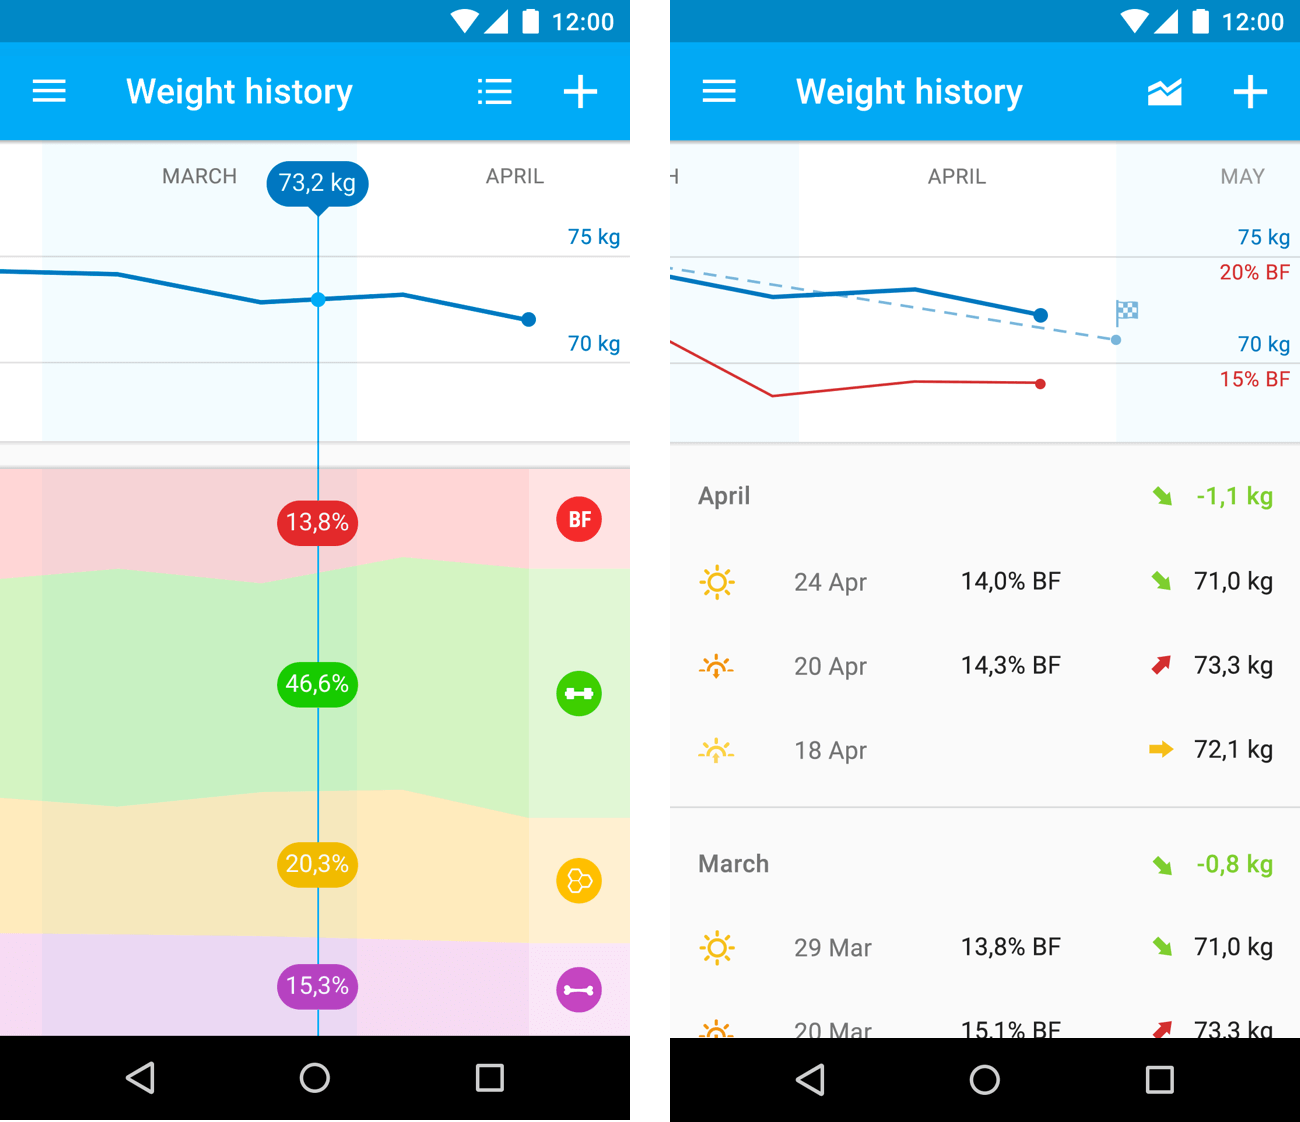 12:00
Weight history
MARCH
73,2 kg
APRIL
75 kg
70 kg
13,8%
BF
46,6%
20,3%
15,3%
12:00
Weight history
H
APRIL
MAY
75 kg
20% BF
70 kg
15% BF
April -1,1 kg
24 Apr 14,0% BF 71,0 kg
20 Apr 14,3% BF 73,3 kg
18 Apr 72,1 kg
March -0,8 kg
29 Mar 13,8% BF 71,0 kg
20 Mar 15,1% BF 73,3 kg